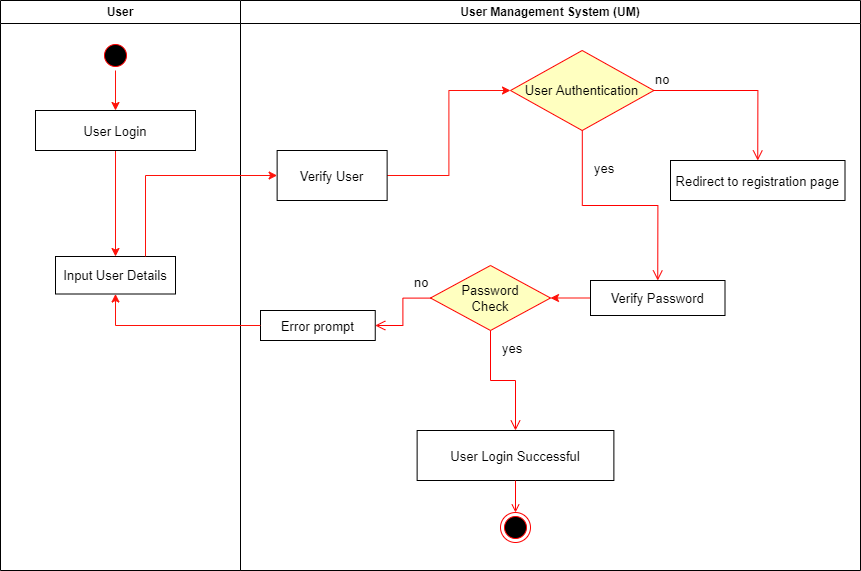 User
User Management System (UM)
User Login
User Authentication
no
yes
Verify User
Redirect to registration page
Input User Details
no
Password
Check
Verify Password
Error prompt
yes
User Login Successful